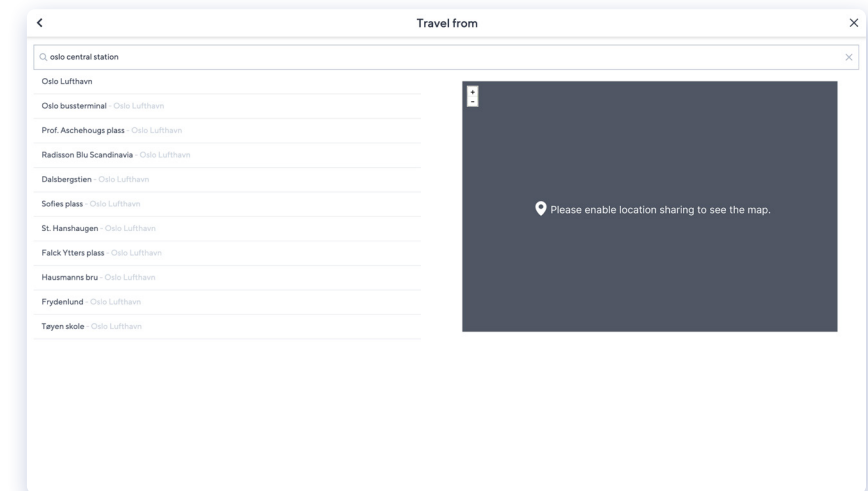 Travel from
oslo central station
Oslo Lufthavn
Oslo bussterminal - Oslo Lufthavn
Prof. Aschehougs plass - Oslo Lufthavn
Radisson Blu Scandinavia - Oslo Lufthavn
Dalsbergstien - Oslo Lufthavn
Sofies plass - Oslo Lufthavn
St. Hanshaugen - Oslo Lufthavn
Falck Ytters plass - Oslo Lufthavn
Hausmanns bru - Oslo Lufthavn
Frydenlund - Oslo Lufthavn
Tøyen skole - Oslo Lufthavn
+
-
Please enable location sharing to see the map.